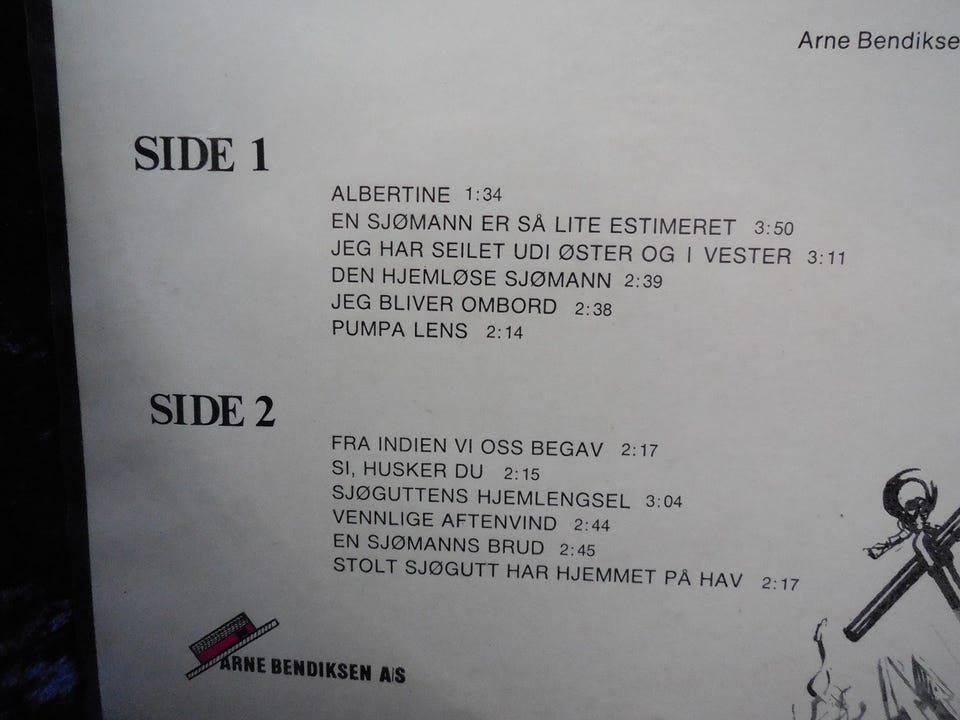 Arne Bendikse
SIDE 1
ALBERTINE 1:34
EN SJØMANN ER SÅ LITE ESTIMERET 3:50
JEG HAR SEILET UDI ØSTER OG I VESTER 3:11
DEN HJEMLØSE SJØMANN 2:39
JEG BLIVER OMBORD 2:38
PUMPA LENS 2:14
SIDE 2
FRA INDIEN VI OSS BEGAV 2:17
SI, HUSKER DU 2:15
SJØGUTTENS HJEMLENGSEL 3:04
VENNLIGE AFTENVIND 2:44
EN SJØMANNS BRUD 2:45
STOLT SJØGUTT HAR HJEMMET PÅ HAV 2:17
ARNE BENDIKSEN A/S